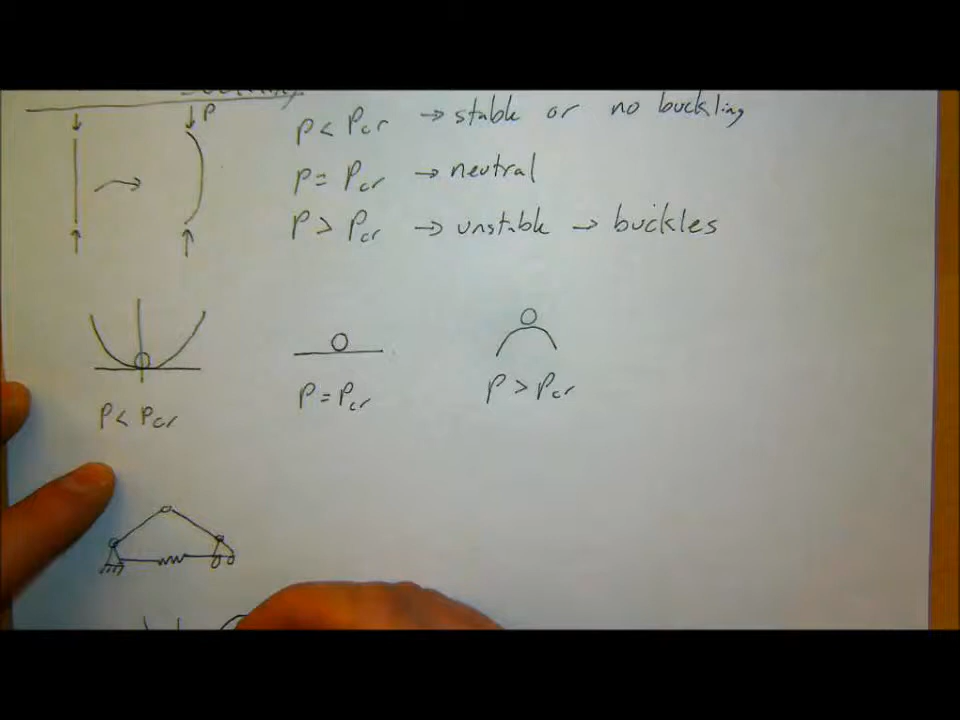 P
P < Pcr → stable or no buckling
P = Pcr → neutral
P > Pcr → unstable → buckles
P < Pcr
P = Pcr
P > Pcr